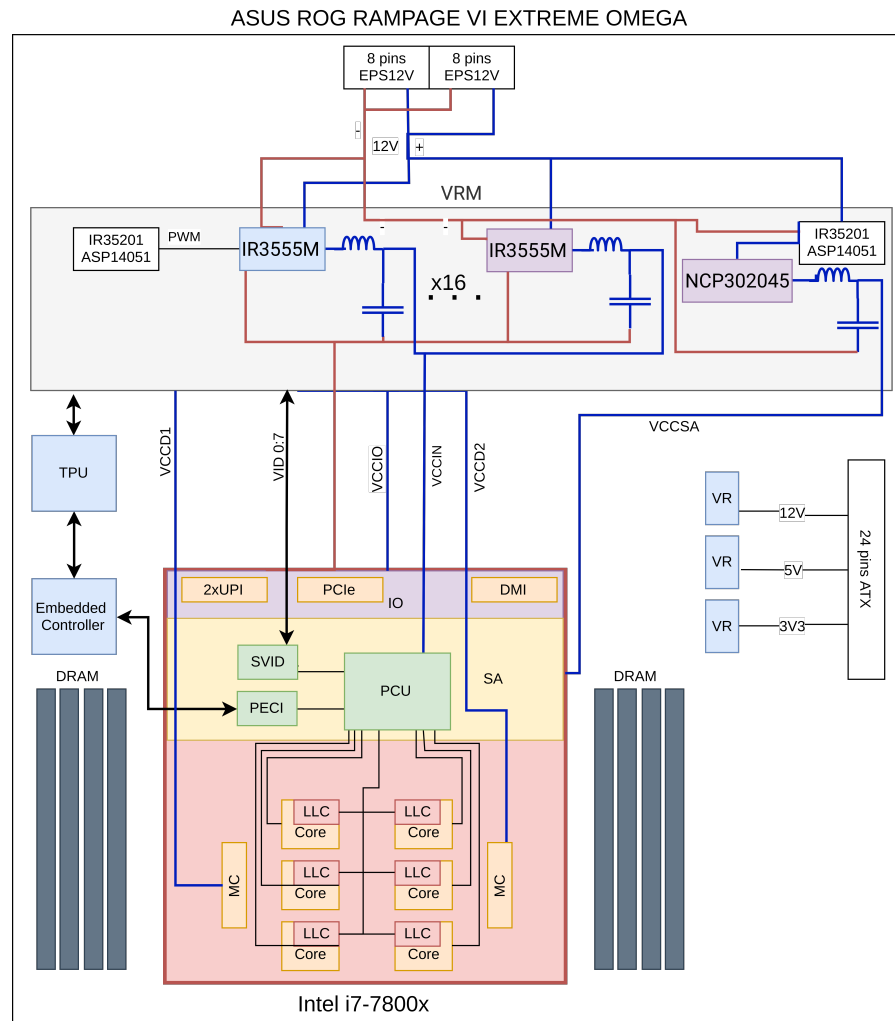 ASUS ROG RAMPAGE VI EXTREME OMEGA
8 pins
EPS12V
8 pins
EPS12V
-
12V
+
VRM
IR35201
ASP14051
PWM
IR3555M
-
-
x16
. . .
IR3555M
IR35201
ASP14051
NCP302045
VCCD1
VID 0:7
VCCIO
VCCIN
VCCD2
VCCSA
TPU
Embedded
Controller
VR
12V
VR
5V
VR
3V3
24 pins ATX
2xUPI
PCIe
IO
DMI
SVID
PECI
PCU
SA
DRAM
DRAM
LLC
Core
LLC
Core
LLC
Core
LLC
Core
LLC
Core
LLC
Core
MC
MC
Intel i7-7800x